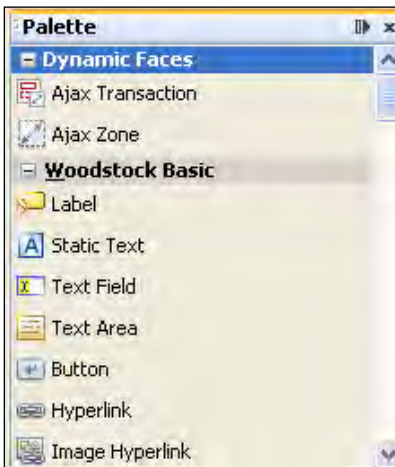 Palette
Dynamic Faces
Ajax Transaction
Ajax Zone
Woodstock Basic
Label
Static Text
Text Field
Text Area
Button
Hyperlink
Image Hyperlink